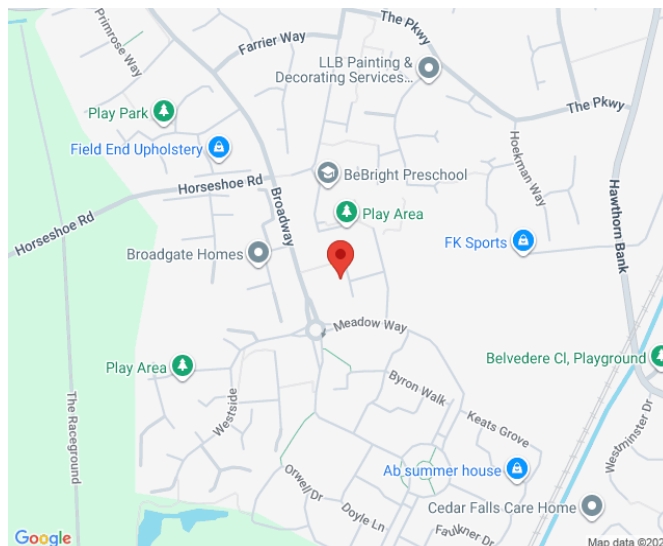 Primrose Way
Farrier Way
The Pkwy
LLB Painting &
Decorating Services...
The Pkwy
Play Park
Field End Upholstery
Hoekman Way
BeBright Preschool
Horseshoe Rd
Horseshoe Rd
Broadway
Play Area
Hawthorn Bank
FK Sports
Broadgate Homes
Meadow Way
Belvedere Cl, Playground
Play Area
Byron Walk
The Raceground
Westside
Keats Grove
Westminster Dr
Orwell Dr
Ab summer house
Doyle Ln
Cedar Falls Care Home
Google
Map data ©202